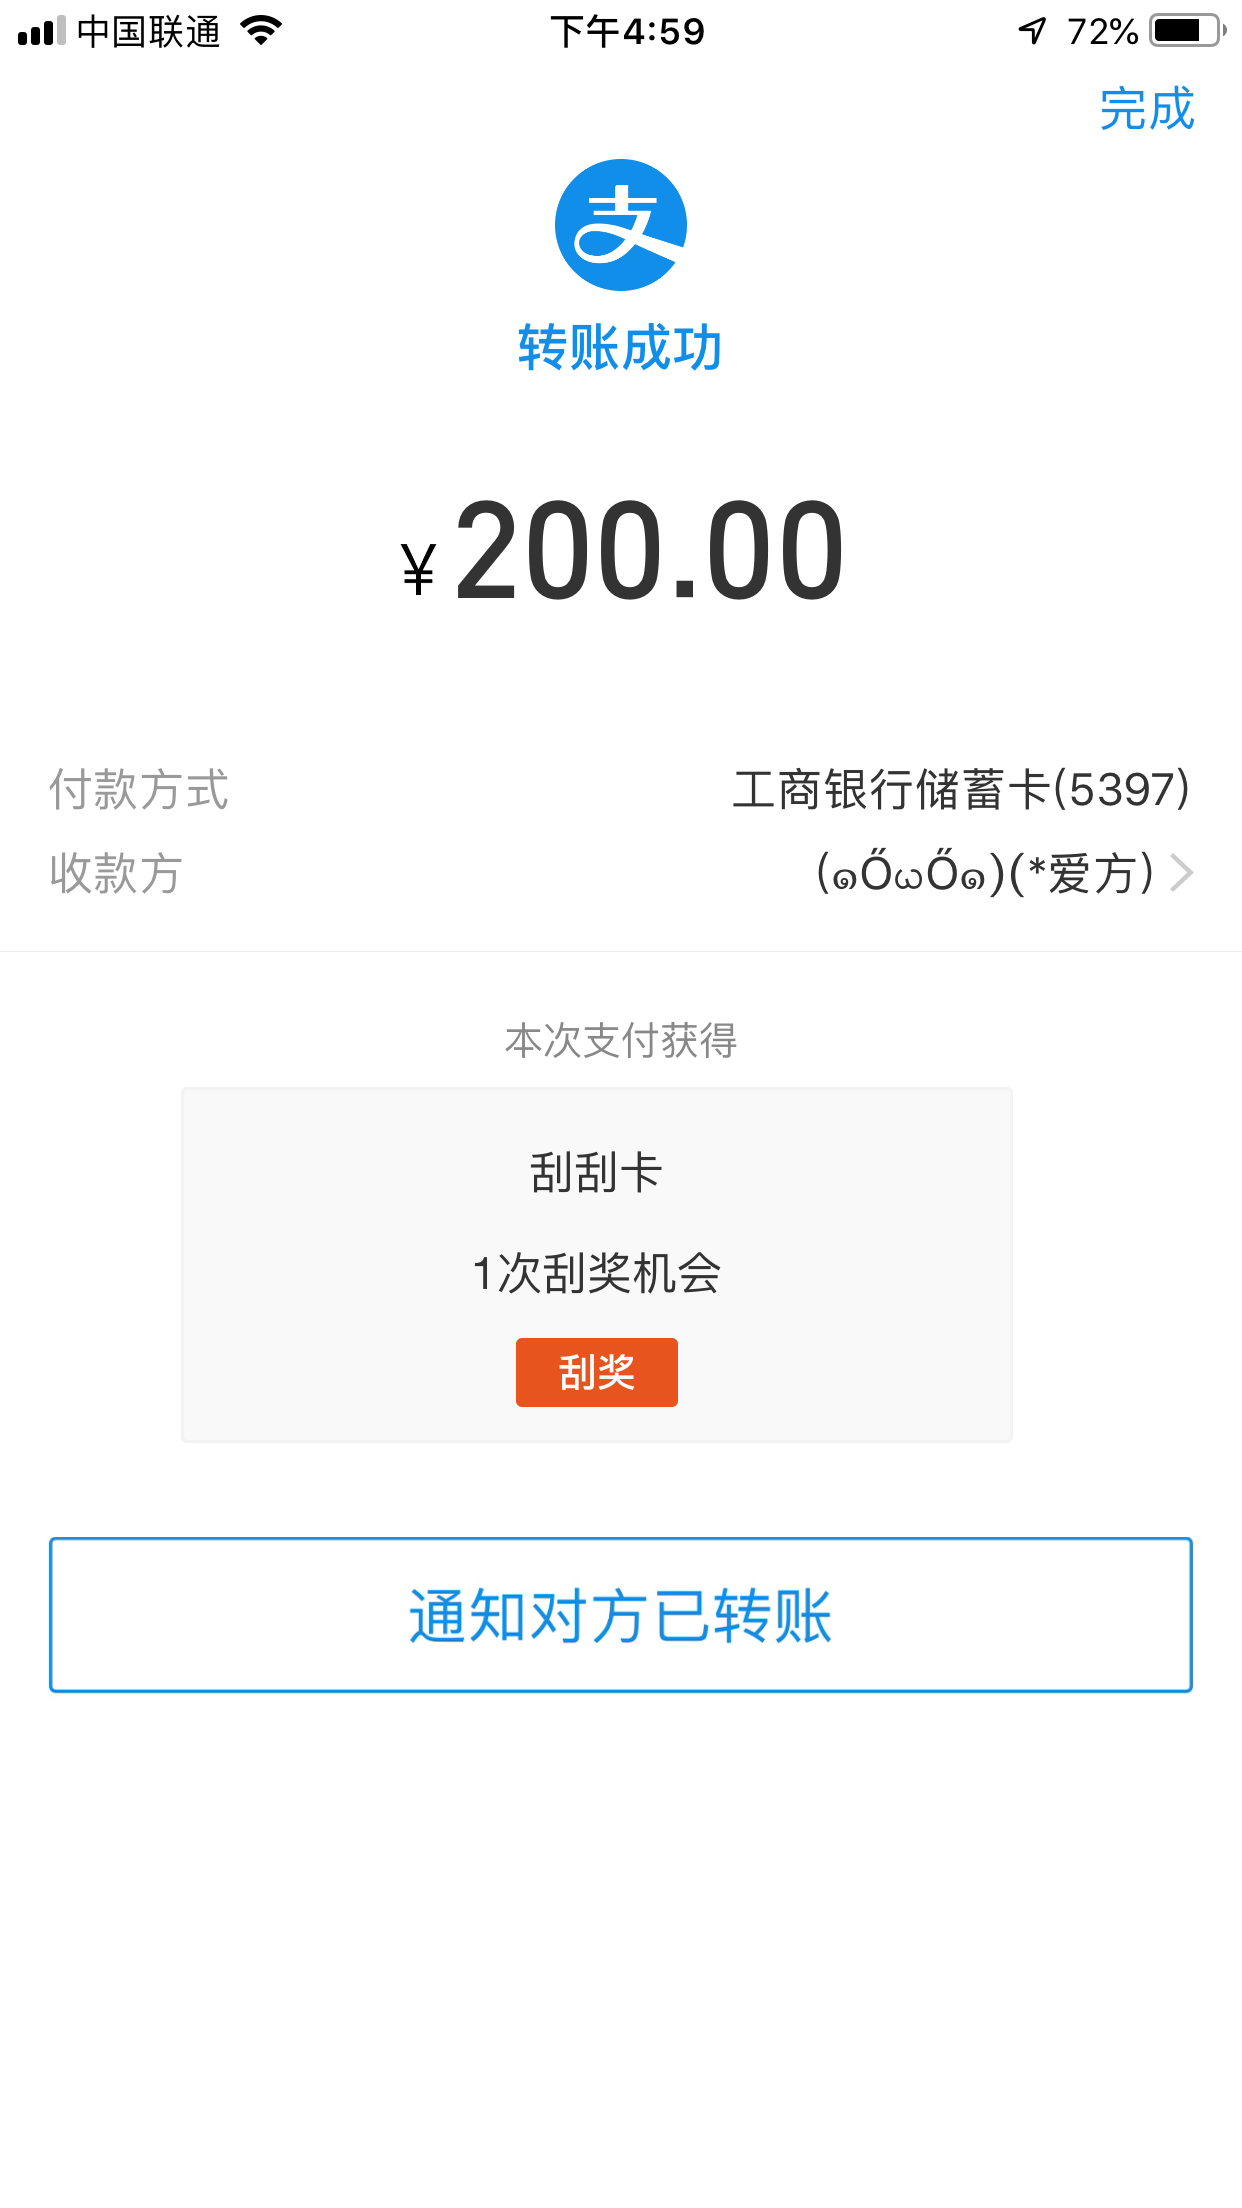 中国联通 下午4:59 72%
完成
支
转账成功
¥ 200.00
付款方式 工商银行储蓄卡(5397)
收款方 (๑Ő௰Ő๑)(*爱方)
本次支付获得
刮刮卡
1次刮奖机会
刮奖
通知对方已转账